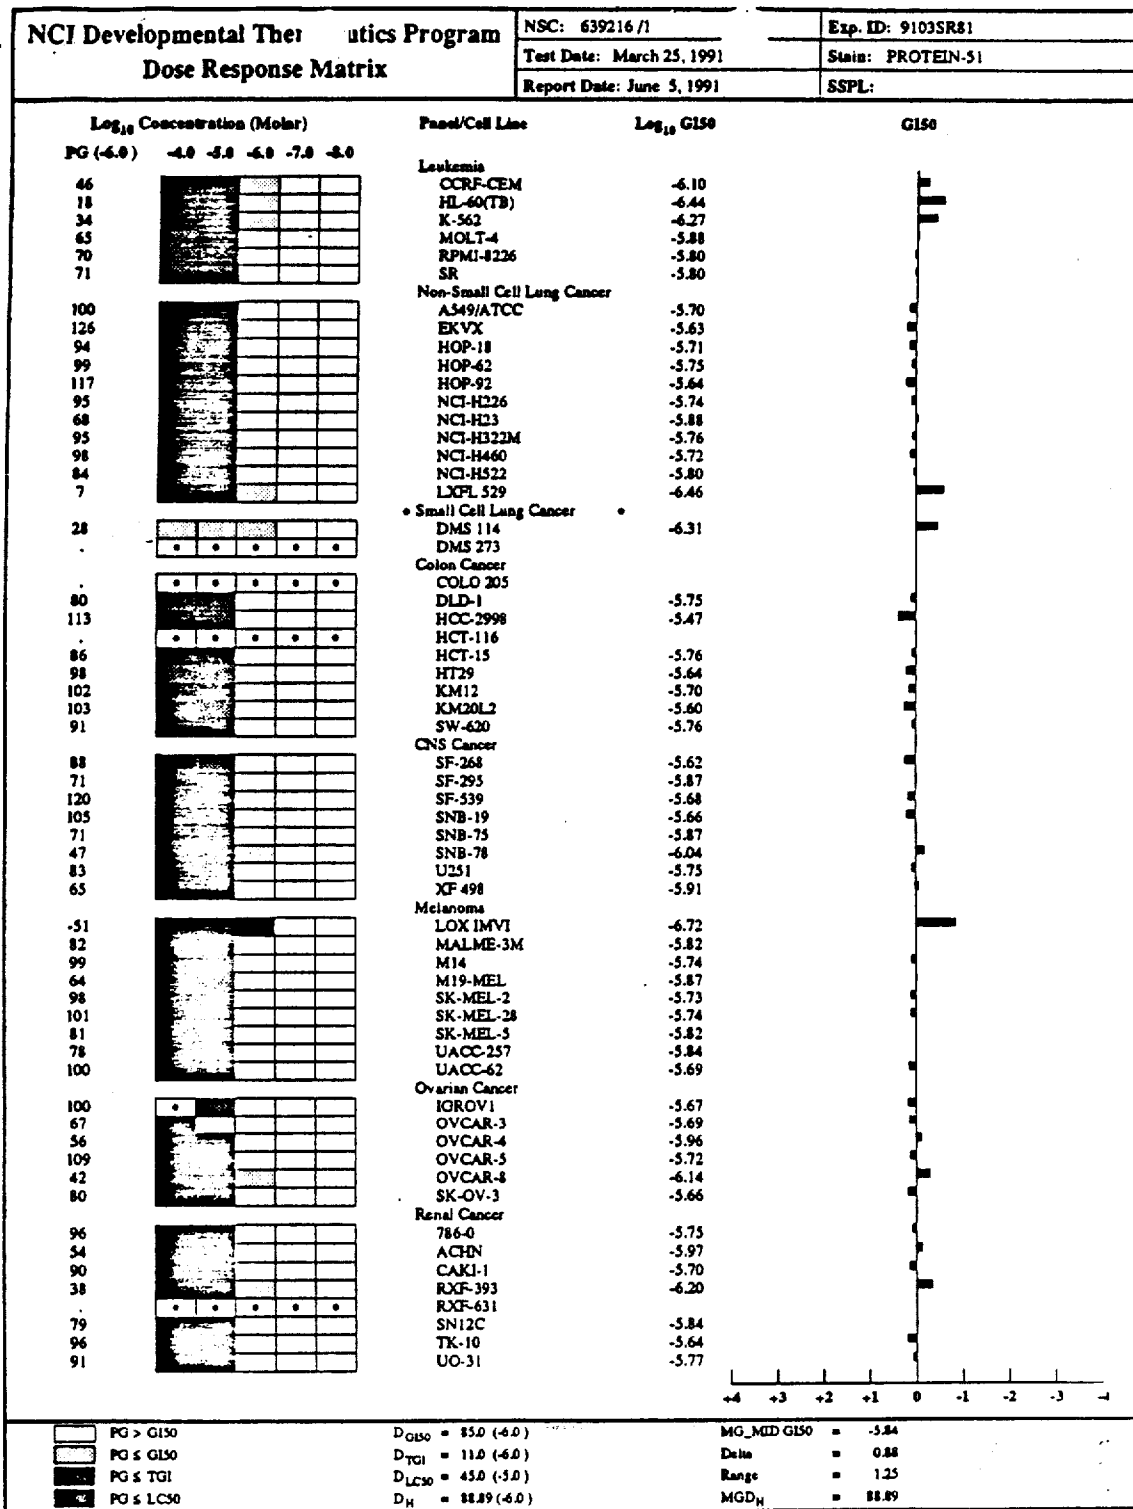 NCI Developmental Ther utics Program
Dose Response Matrix
NSC: 639216 /1
Exp. ID: 9103SR81
Test Date: March 25, 1991
Stain: PROTEIN-51
Report Date: June 5, 1991
SSPL:
Log10 Concentration (Molar) Panel/Cell Line Log10 GI50 GI50
PG (-6.0) -4.0 -5.0 -6.0 -7.0 -8.0
Leukemia
46 CCRF-CEM -6.10
18 HL-60(TB) -6.44
34 K-562 -6.27
65 MOLT-4 -5.88
70 RPMI-8226 -5.80
71 SR -5.80
Non-Small Cell Lung Cancer
100 A549/ATCC -5.70
126 EKVX -5.63
94 HOP-18 -5.71
99 HOP-62 -5.75
117 HOP-92 -5.64
95 NCI-H226 -5.74
68 NCI-H23 -5.88
95 NCI-H322M -5.76
98 NCI-H460 -5.72
84 NCI-H522 -5.80
7 LXFL 529 -6.46
• Small Cell Lung Cancer •
28 DMS 114 -6.31
. • • • • • DMS 273
Colon Cancer
. • • • • • COLO 205
80 DLD-1 -5.75
113 HCC-2998 -5.47
. • • • • • HCT-116
86 HCT-15 -5.76
98 HT29 -5.64
102 KM12 -5.70
103 KM20L2 -5.60
91 SW-620 -5.76
CNS Cancer
88 SF-268 -5.62
71 SF-295 -5.87
120 SF-539 -5.68
105 SNB-19 -5.66
71 SNB-75 -5.87
47 SNB-78 -6.04
83 U251 -5.75
65 XF 498 -5.91
Melanoma
-51 LOX IMVI -6.72
82 MALME-3M -5.82
99 M14 -5.74
64 M19-MEL -5.87
98 SK-MEL-2 -5.73
101 SK-MEL-28 -5.74
81 SK-MEL-5 -5.82
78 UACC-257 -5.84
100 UACC-62 -5.69
Ovarian Cancer
100 • IGROV1 -5.67
67 OVCAR-3 -5.69
56 OVCAR-4 -5.96
109 OVCAR-5 -5.72
42 OVCAR-8 -6.14
80 SK-OV-3 -5.66
Renal Cancer
96 786-0 -5.75
54 ACHN -5.97
90 CAKI-1 -5.70
38 RXF-393 -6.20
. • • • • • RXF-631
79 SN12C -5.84
96 TK-10 -5.64
91 UO-31 -5.77
+4 +3 +2 +1 0 -1 -2 -3 -4
PG > GI50 D GI50 = 85.0 (-6.0) MG_MID GI50 = -5.84
PG ≤ GI50 D TGI = 11.0 (-6.0) Delta = 0.88
PG ≤ TGI D LC50 = 45.0 (-5.0) Range = 1.25
PG ≤ LC50 D H = 88.89 (-6.0) MGD H = 88.89